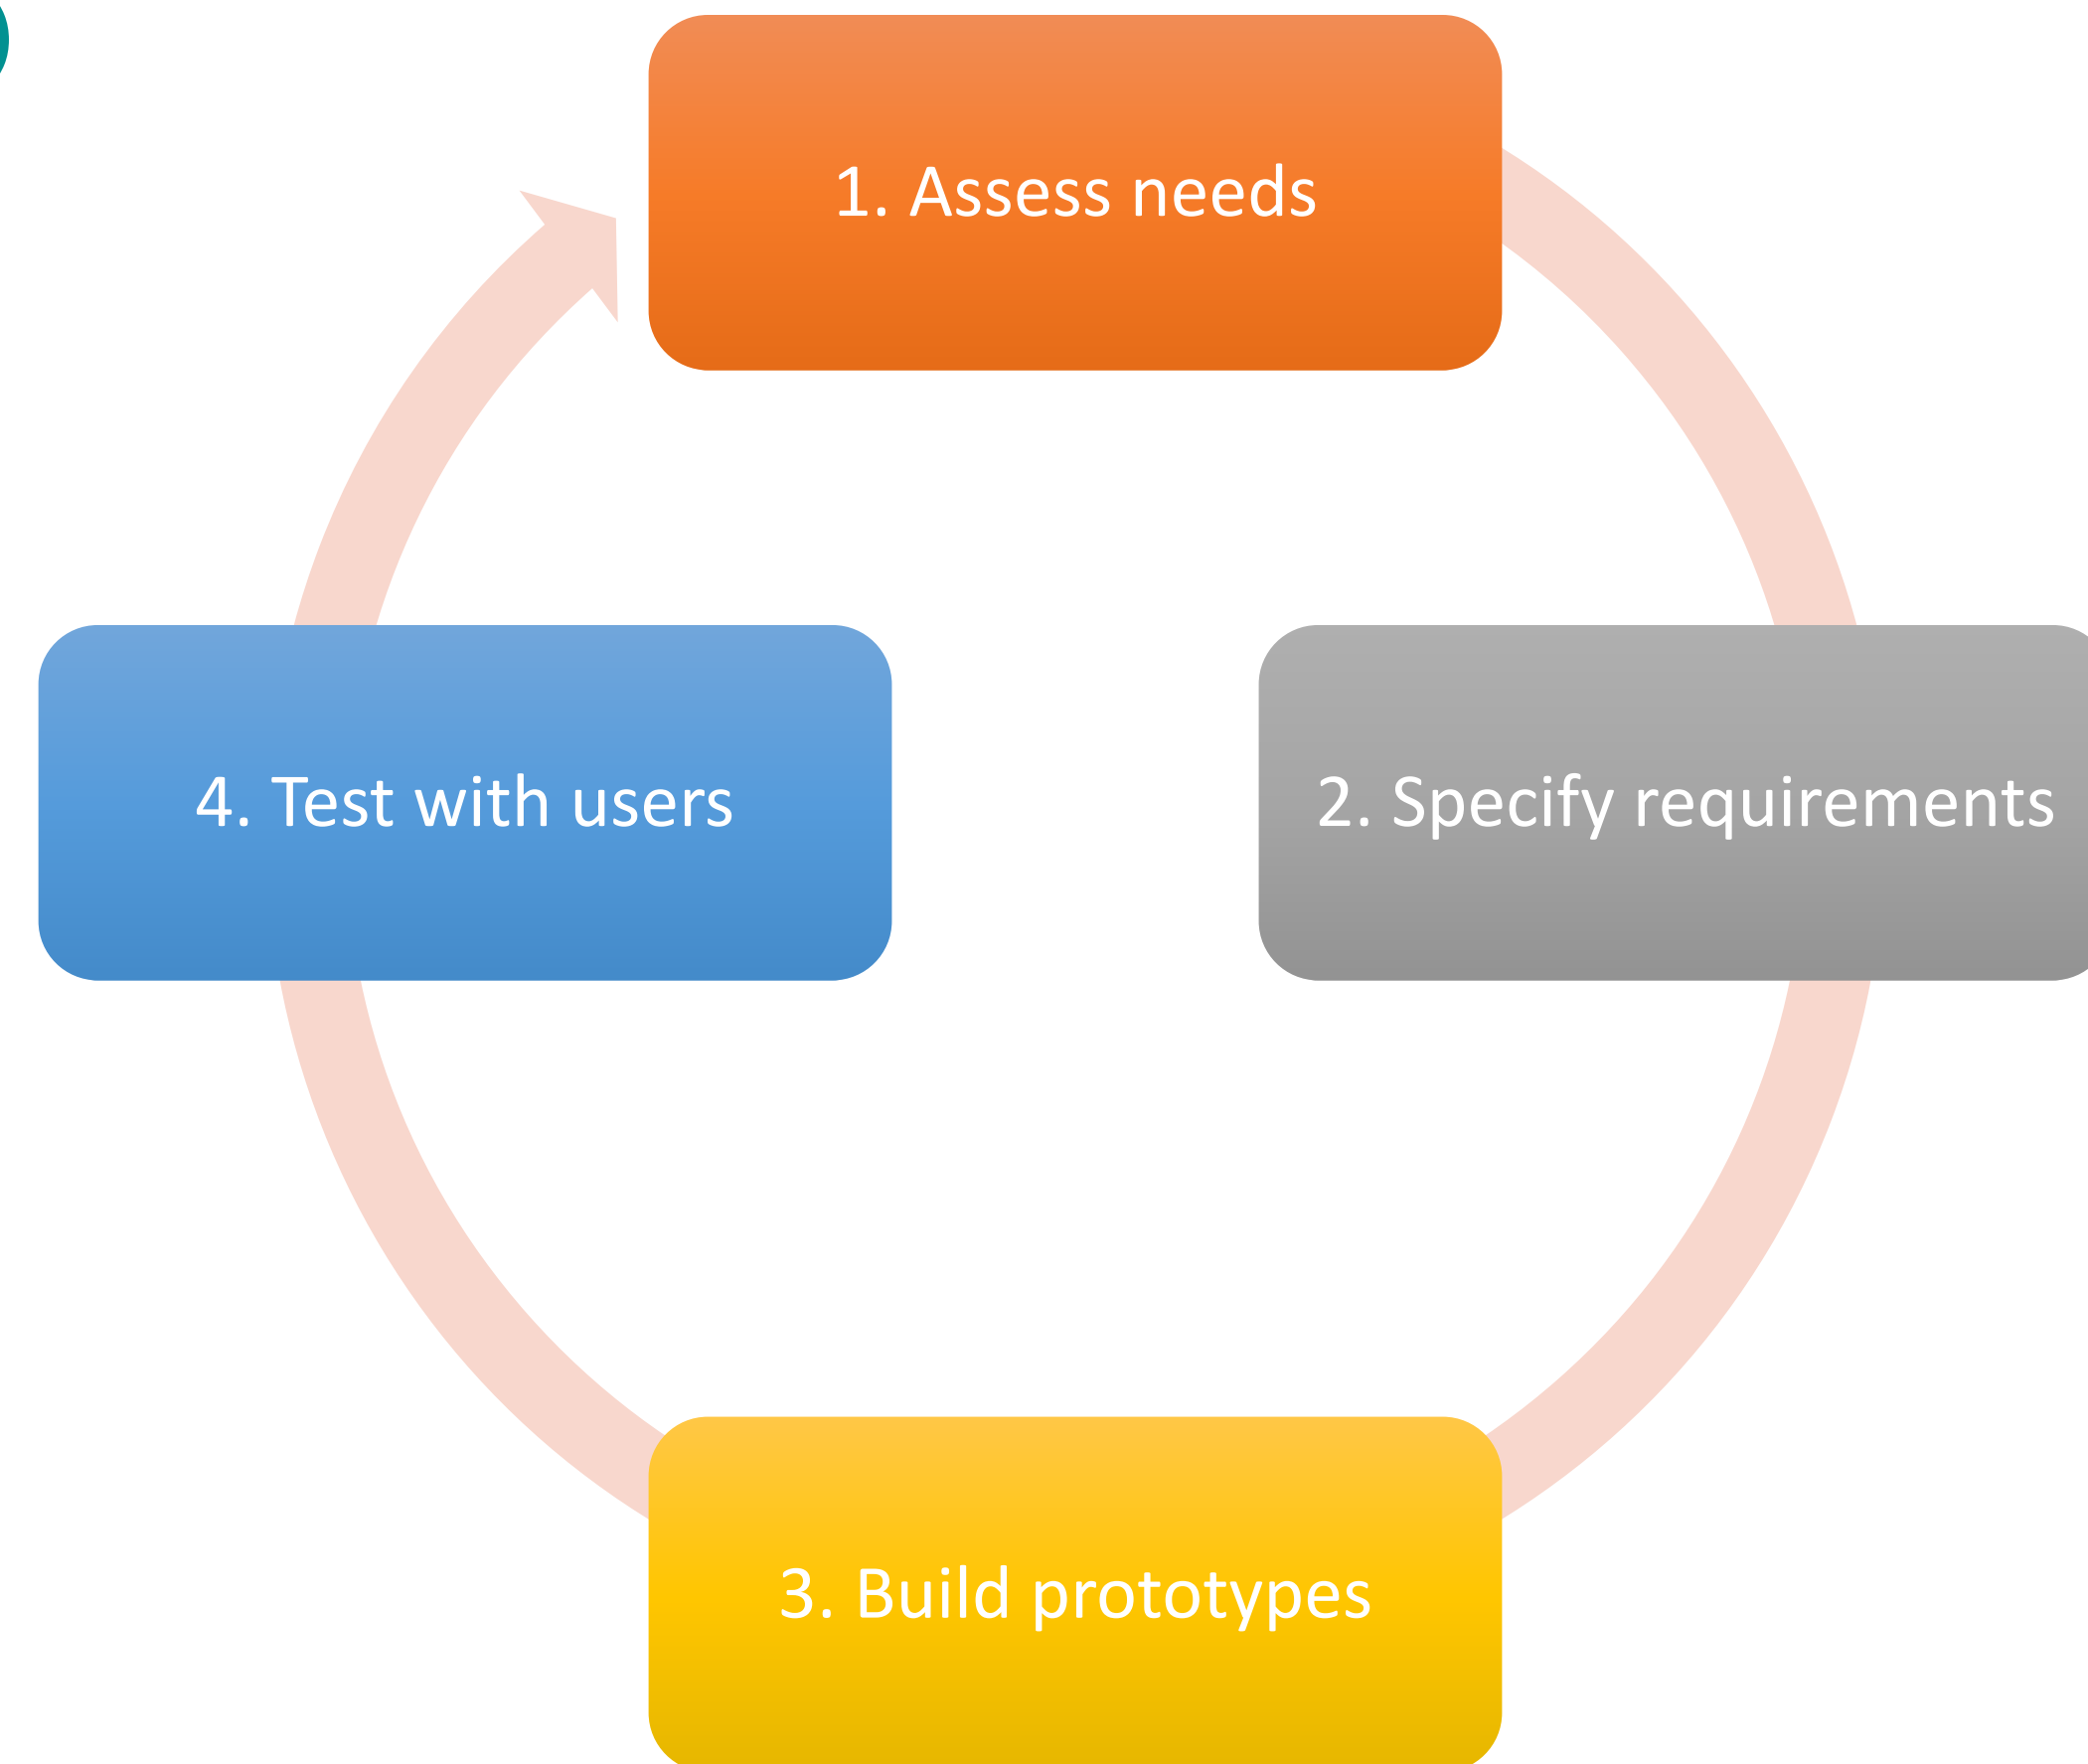 1. Assess needs
2. Specify requirements
3. Build prototypes
4. Test with users